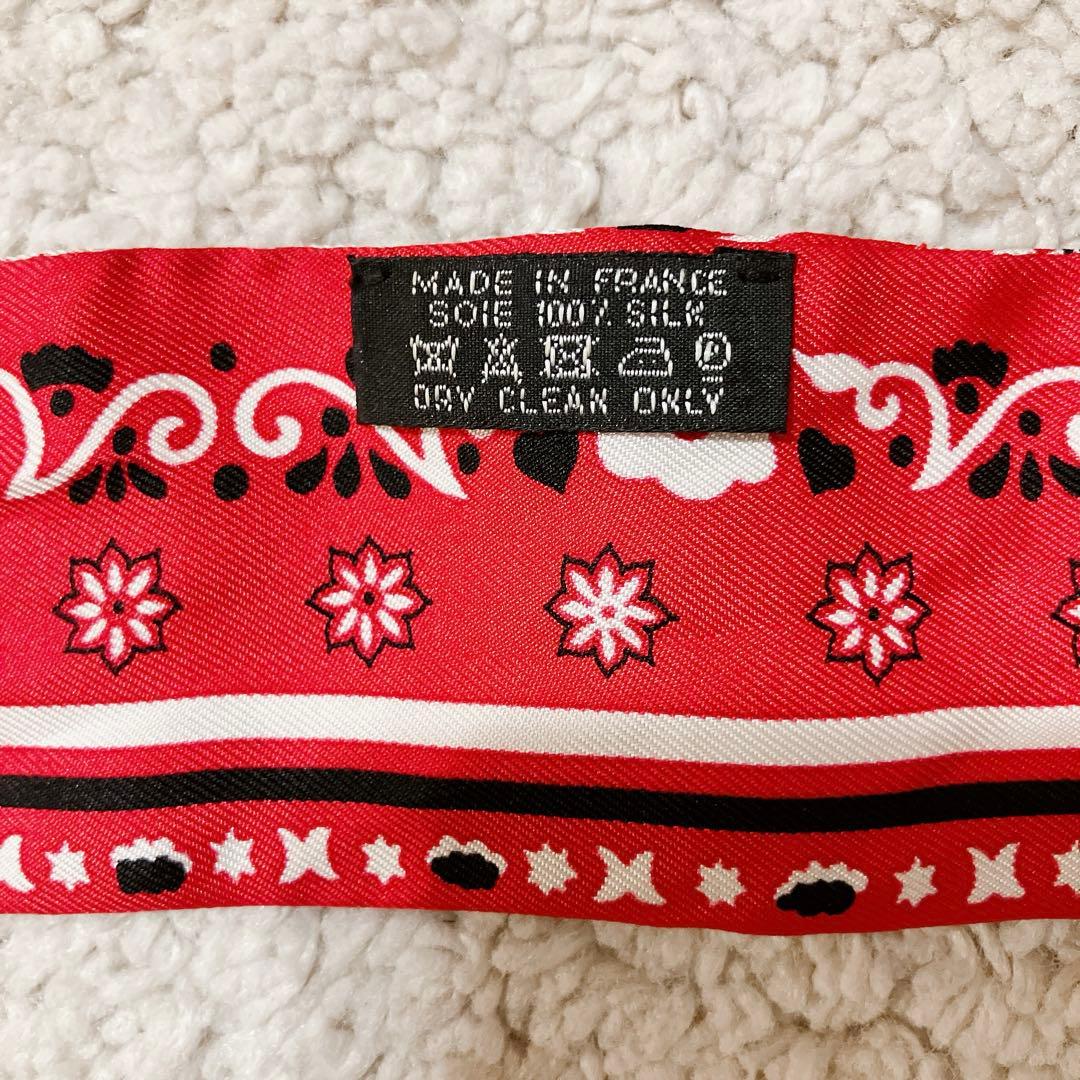 MADE IN FRANCE
SOIE 100% SILK
P
DRY CLEAN ONLY